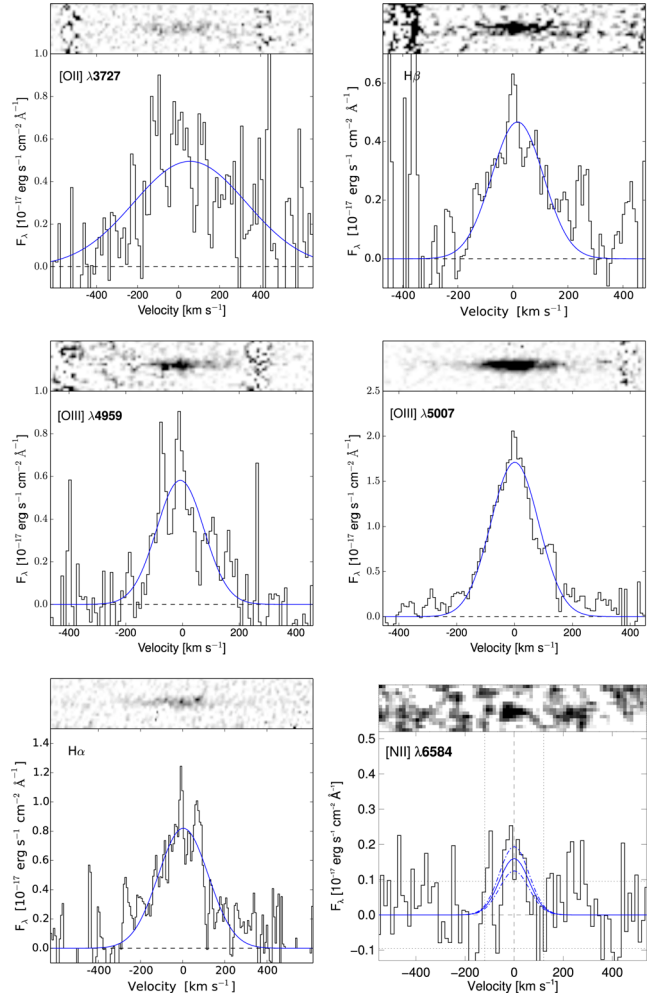 1.0
[OII] λ3727
0.8
0.6
0.4
0.2
0.0
F_λ [10⁻¹⁷ erg s⁻¹ cm⁻² Å⁻¹]
-400 -200 0 200 400
Velocity [km s⁻¹]
Hβ
0.6
0.4
0.2
0.0
F_λ [10⁻¹⁷ erg s⁻¹ cm⁻² Å⁻¹]
-400 -200 0 200 400
Velocity [km s⁻¹]
1.0
[OIII] λ4959
0.8
0.6
0.4
0.2
0.0
F_λ [10⁻¹⁷ erg s⁻¹ cm⁻² Å⁻¹]
-400 -200 0 200 400
Velocity [km s⁻¹]
2.5
[OIII] λ5007
2.0
1.5
1.0
0.5
0.0
F_λ [10⁻¹⁷ erg s⁻¹ cm⁻² Å⁻¹]
-400 -200 0 200 400
Velocity [km s⁻¹]
Hα
1.4
1.2
1.0
0.8
0.6
0.4
0.2
0.0
F_λ [10⁻¹⁷ erg s⁻¹ cm⁻² Å⁻¹]
-600 -400 -200 0 200 400 600
Velocity [km s⁻¹]
[NII] λ6584
0.5
0.4
0.3
0.2
0.1
0.0
−0.1
F_λ [10⁻¹⁷ erg s⁻¹ cm⁻² Å⁻¹]
−400 −200 0 200 400
Velocity [km s⁻¹]